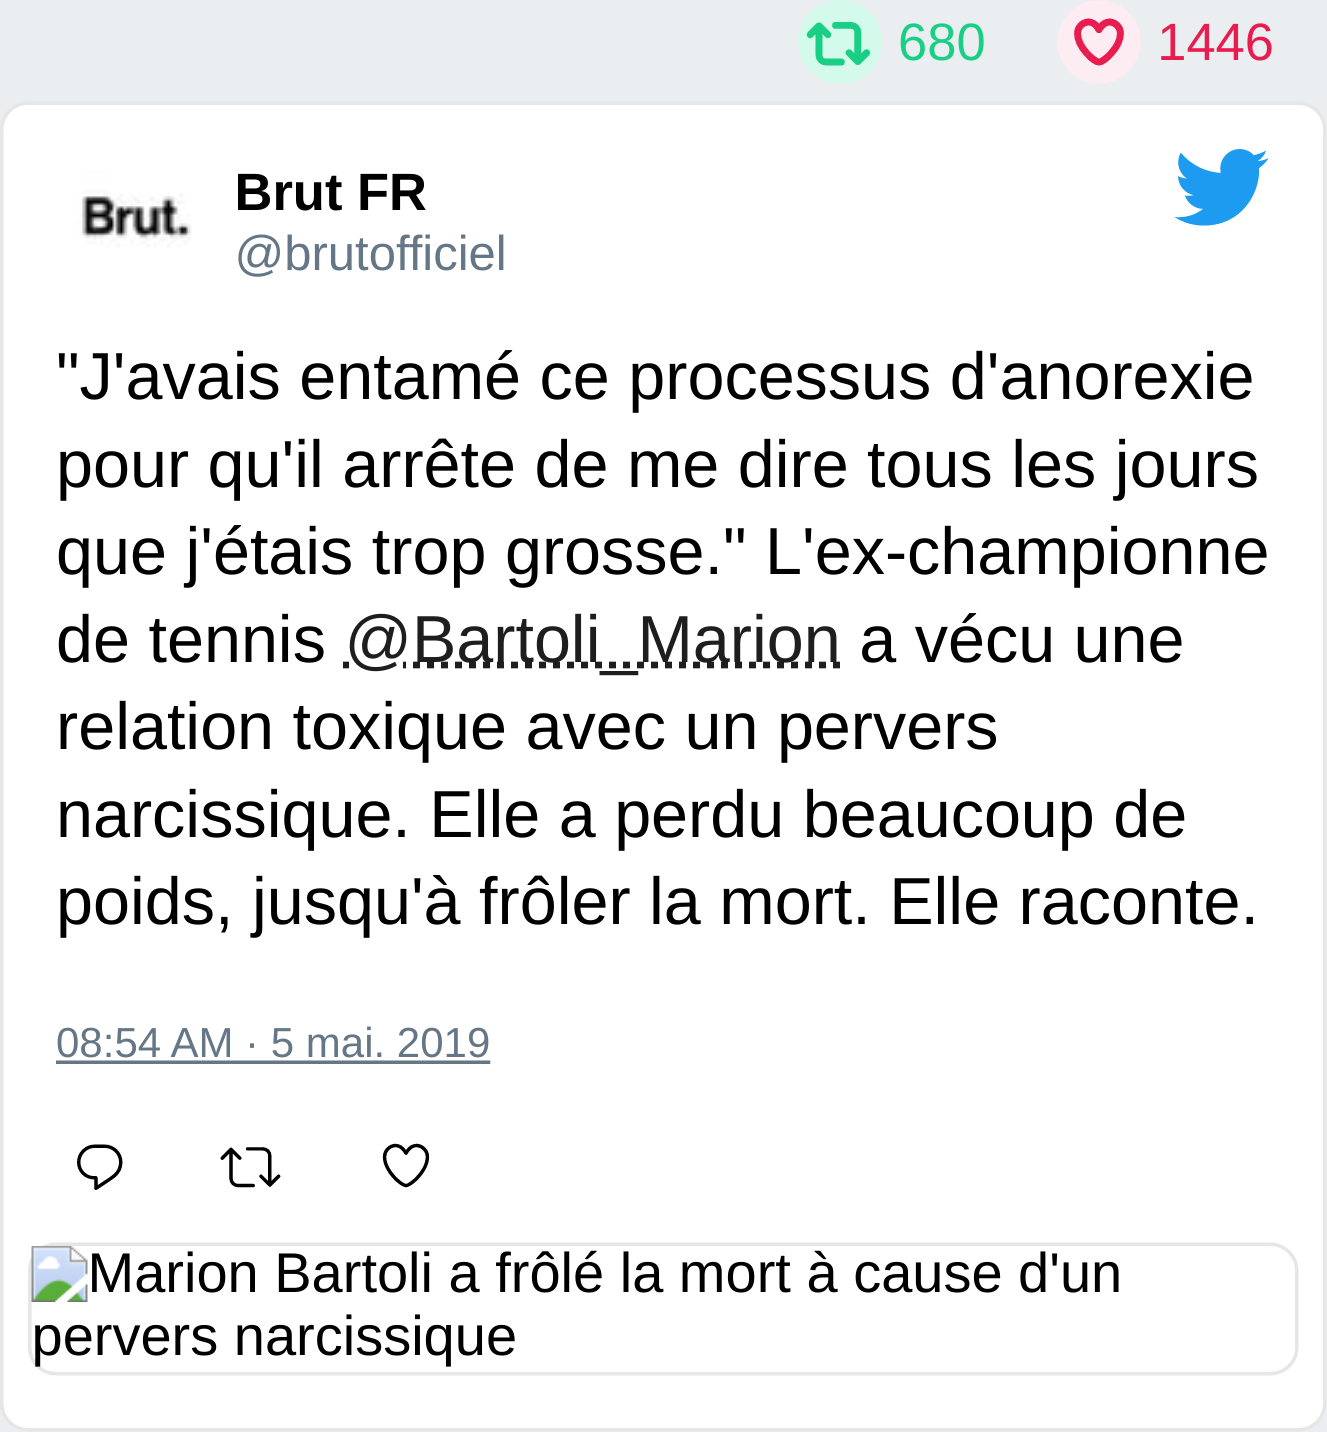 680 1446
Brut.
Brut FR
@brutofficiel
"J'avais entamé ce processus d'anorexie
pour qu'il arrête de me dire tous les jours
que j'étais trop grosse." L'ex-championne
de tennis @Bartoli_Marion a vécu une
relation toxique avec un pervers
narcissique. Elle a perdu beaucoup de
poids, jusqu'à frôler la mort. Elle raconte.
08:54 AM · 5 mai. 2019
Marion Bartoli a frôlé la mort à cause d'un
pervers narcissique